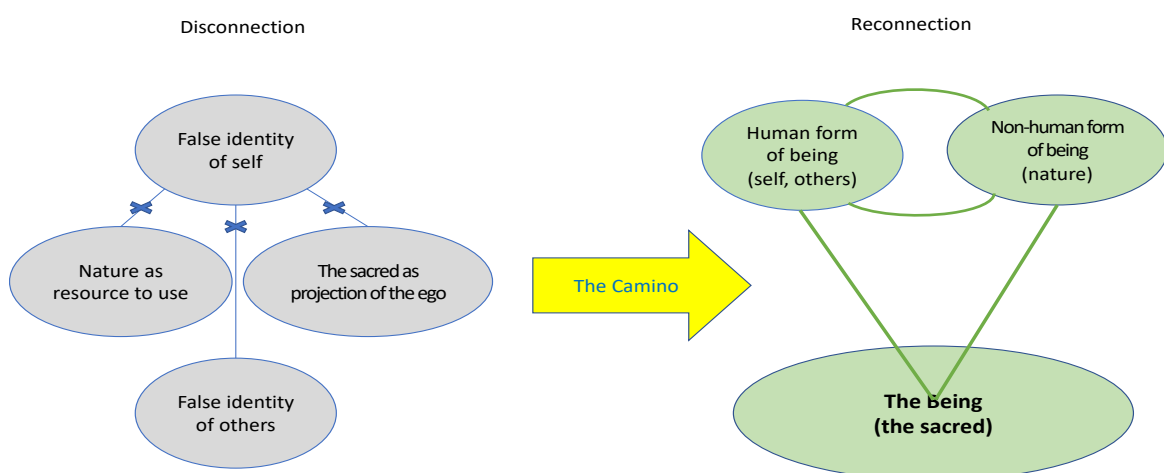 Disconnection
False identity
of self
Nature as
resource to use
The sacred as
projection of the ego
False identity
of others
The Camino
Reconnection
Human form
of being
(self, others)
Non-human form
of being
(nature)
The Being
(the sacred)